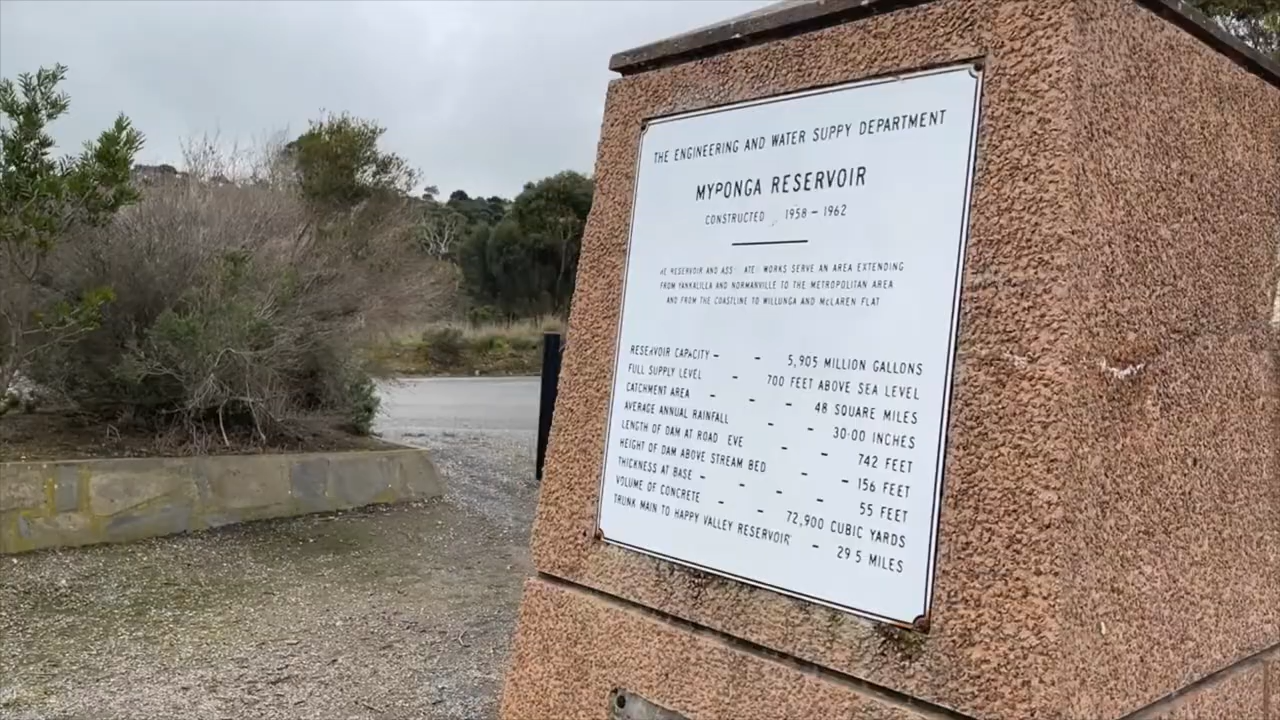 THE ENGINEERING AND WATER SUPPY DEPARTMENT
MYPONGA RESERVOIR
CONSTRUCTED 1958 – 1962
HE RESERVOIR AND ASS ATE WORKS SERVE AN AREA EXTENDING
FROM YANKALILLA AND NORMANVILLE TO THE METROPOLITAN AREA
AND FROM THE COASTLINE TO WILLUNGA AND McLAREN FLAT
RESERVOIR CAPACITY – – 5,905 MILLION GALLONS
FULL SUPPLY LEVEL – 700 FEET ABOVE SEA LEVEL
CATCHMENT AREA – – – 48 SQUARE MILES
AVERAGE ANNUAL RAINFALL – – 30·00 INCHES
LENGTH OF DAM AT ROAD EVE – – 742 FEET
HEIGHT OF DAM ABOVE STREAM BED – – 156 FEET
THICKNESS AT BASE – – – – 55 FEET
VOLUME OF CONCRETE – – 72,900 CUBIC YARDS
TRUNK MAIN TO HAPPY VALLEY RESERVOIR – 29 5 MILES